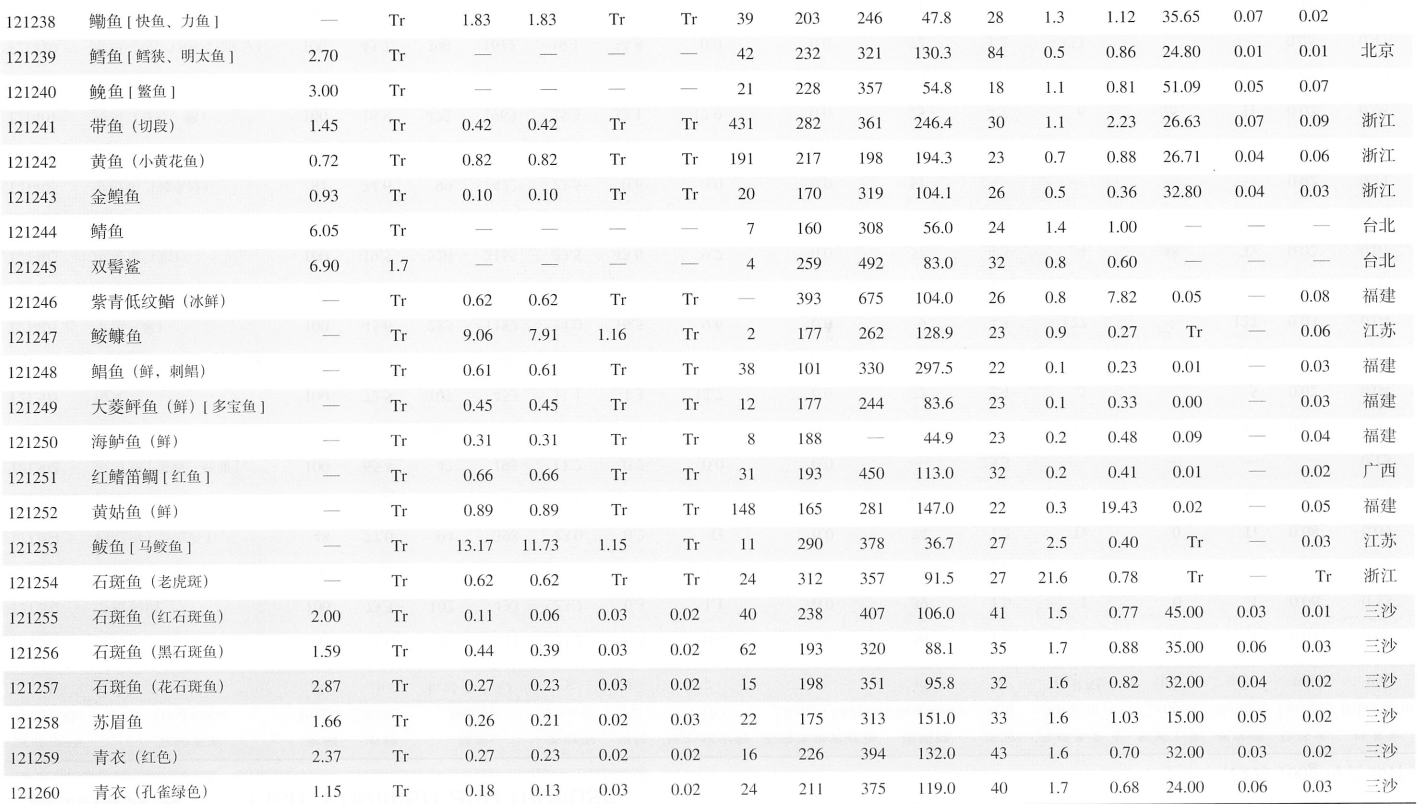 121238 鳓鱼 [ 快鱼、力鱼 ] — Tr 1.83 1.83 Tr Tr 39 203 246 47.8 28 1.3 1.12 35.65 0.07 0.02
121239 鳕鱼 [ 鳕狭、明太鱼 ] 2.70 Tr — — — — 42 232 321 130.3 84 0.5 0.86 24.80 0.01 0.01 北京
121240 鮸鱼 [ 鳘鱼 ] 3.00 Tr — — — — 21 228 357 54.8 18 1.1 0.81 51.09 0.05 0.07
121241 带鱼（切段） 1.45 Tr 0.42 0.42 Tr Tr 431 282 361 246.4 30 1.1 2.23 26.63 0.07 0.09 浙江
121242 黄鱼（小黄花鱼） 0.72 Tr 0.82 0.82 Tr Tr 191 217 198 194.3 23 0.7 0.88 26.71 0.04 0.06 浙江
121243 金鲳鱼 0.93 Tr 0.10 0.10 Tr Tr 20 170 319 104.1 26 0.5 0.36 32.80 0.04 0.03 浙江
121244 鲭鱼 6.05 Tr — — — — 7 160 308 56.0 24 1.4 1.00 — — — 台北
121245 双髻鲨 6.90 1.7 — — — — 4 259 492 83.0 32 0.8 0.60 — — — 台北
121246 紫青低纹鮨（冰鲜） — Tr 0.62 0.62 Tr Tr — 393 675 104.0 26 0.8 7.82 0.05 — 0.08 福建
121247 鮟鱇鱼 — Tr 9.06 7.91 1.16 Tr 2 177 262 128.9 23 0.9 0.27 Tr — 0.06 江苏
121248 鲳鱼（鲜，刺鲳） — Tr 0.61 0.61 Tr Tr 38 101 330 297.5 22 0.1 0.23 0.01 — 0.03 福建
121249 大菱鲆鱼（鲜）[ 多宝鱼 ] — Tr 0.45 0.45 Tr Tr 12 177 244 83.6 23 0.1 0.33 0.00 — 0.03 福建
121250 海鲈鱼（鲜） — Tr 0.31 0.31 Tr Tr 8 188 — 44.9 23 0.2 0.48 0.09 — 0.04 福建
121251 红鳍笛鲷 [ 红鱼 ] — Tr 0.66 0.66 Tr Tr 31 193 450 113.0 32 0.2 0.41 0.01 — 0.02 广西
121252 黄姑鱼（鲜） — Tr 0.89 0.89 Tr Tr 148 165 281 147.0 22 0.3 19.43 0.02 — 0.05 福建
121253 鲅鱼 [ 马鲛鱼 ] — Tr 13.17 11.73 1.15 Tr 11 290 378 36.7 27 2.5 0.40 Tr — 0.03 江苏
121254 石斑鱼（老虎斑） — Tr 0.62 0.62 Tr Tr 24 312 357 91.5 27 21.6 0.78 Tr — Tr 浙江
121255 石斑鱼（红石斑鱼） 2.00 Tr 0.11 0.06 0.03 0.02 40 238 407 106.0 41 1.5 0.77 45.00 0.03 0.01 三沙
121256 石斑鱼（黑石斑鱼） 1.59 Tr 0.44 0.39 0.03 0.02 62 193 320 88.1 35 1.7 0.88 35.00 0.06 0.03 三沙
121257 石斑鱼（花石斑鱼） 2.87 Tr 0.27 0.23 0.03 0.02 15 198 351 95.8 32 1.6 0.82 32.00 0.04 0.02 三沙
121258 苏眉鱼 1.66 Tr 0.26 0.21 0.02 0.03 22 175 313 151.0 33 1.6 1.03 15.00 0.05 0.02 三沙
121259 青衣（红色） 2.37 Tr 0.27 0.23 0.02 0.02 16 226 394 132.0 43 1.6 0.70 32.00 0.03 0.02 三沙
121260 青衣（孔雀绿色） 1.15 Tr 0.18 0.13 0.03 0.02 24 211 375 119.0 40 1.7 0.68 24.00 0.06 0.03 三沙